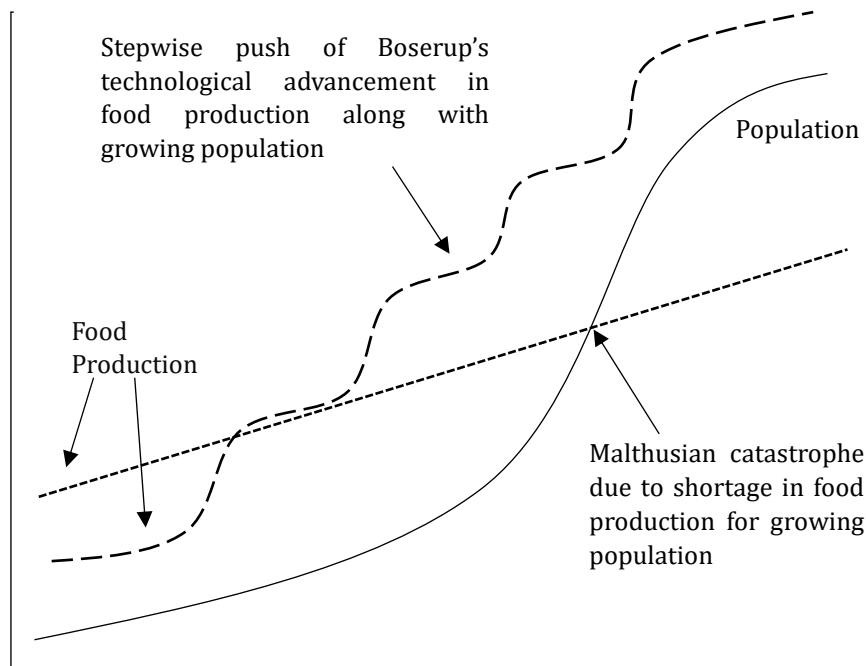 Stepwise push of Boserup’s
technological advancement in
food production along with
growing population
Population
Food
Production
Malthusian catastrophe
due to shortage in food
production for growing
population